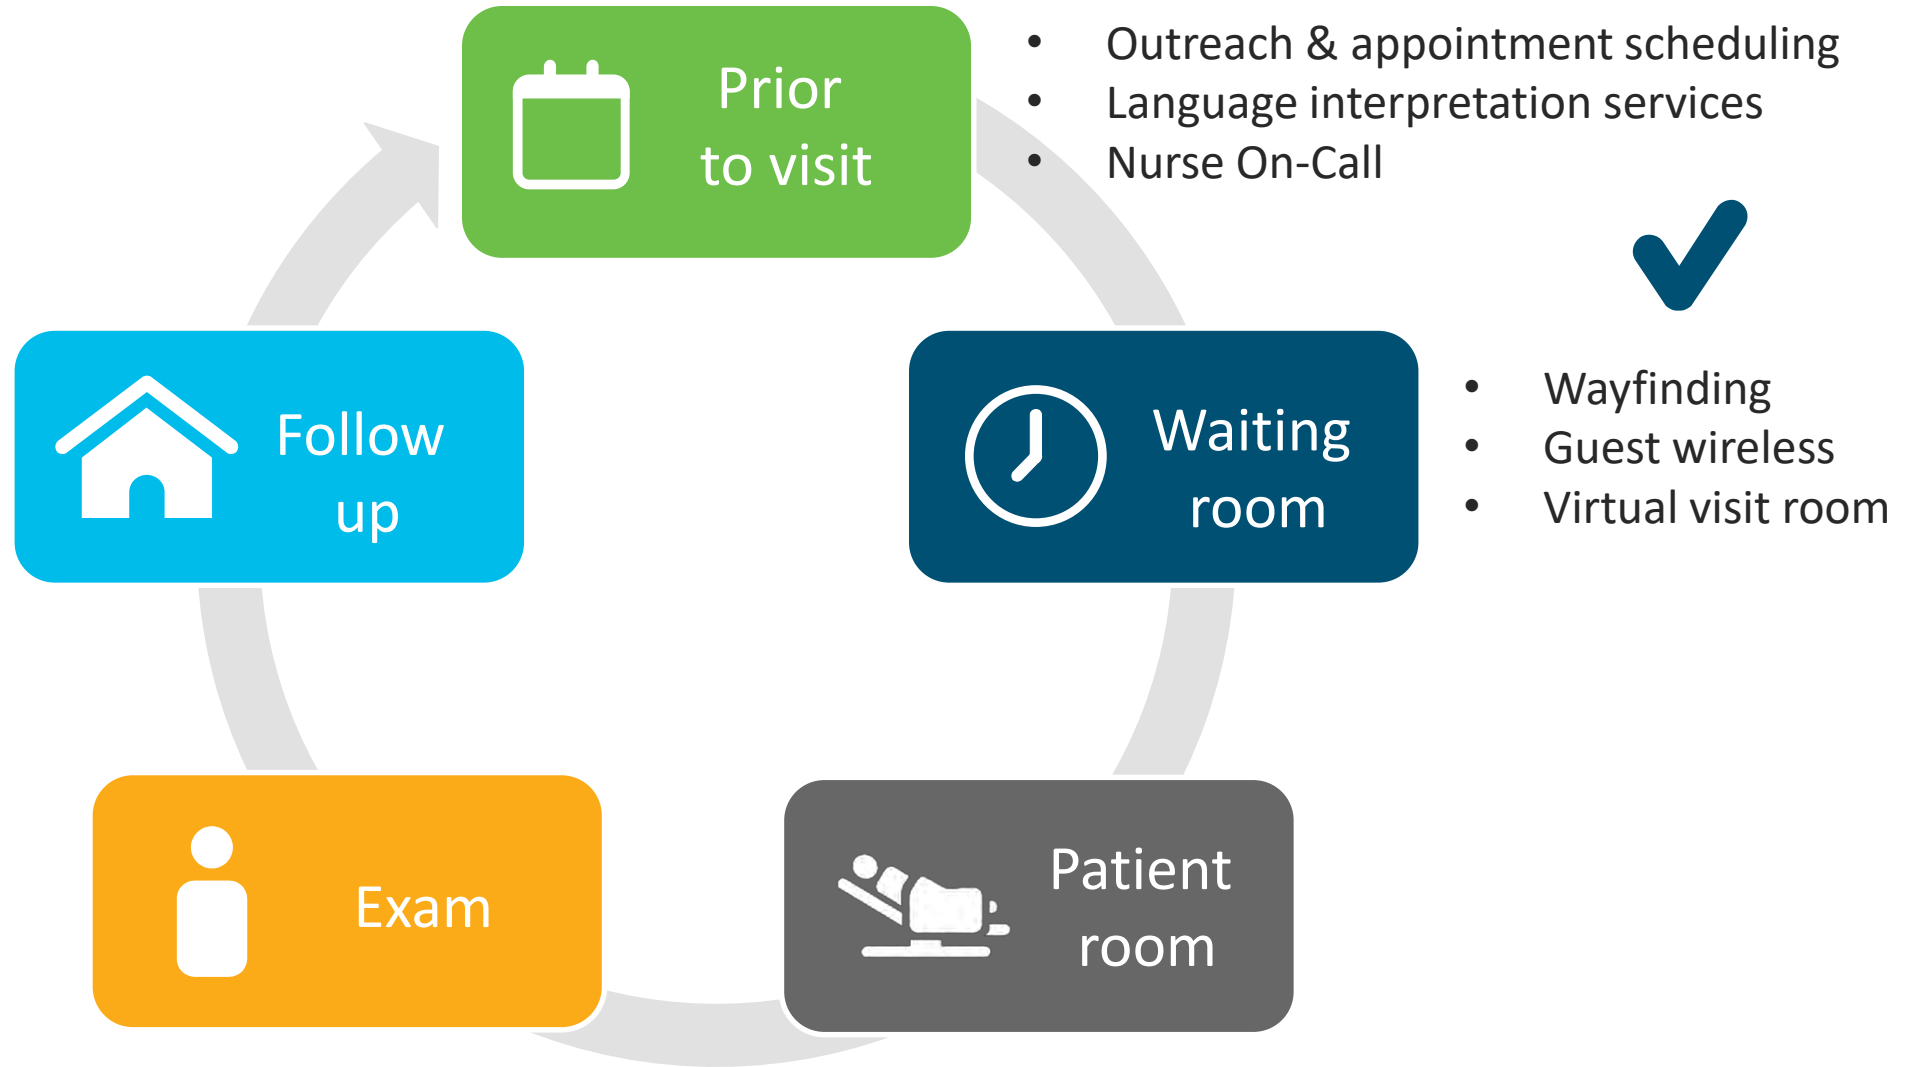 Prior
to visit
• Outreach & appointment scheduling
• Language interpretation services
• Nurse On-Call
Waiting
room
• Wayfinding
• Guest wireless
• Virtual visit room
Patient
room
Exam
Follow
up